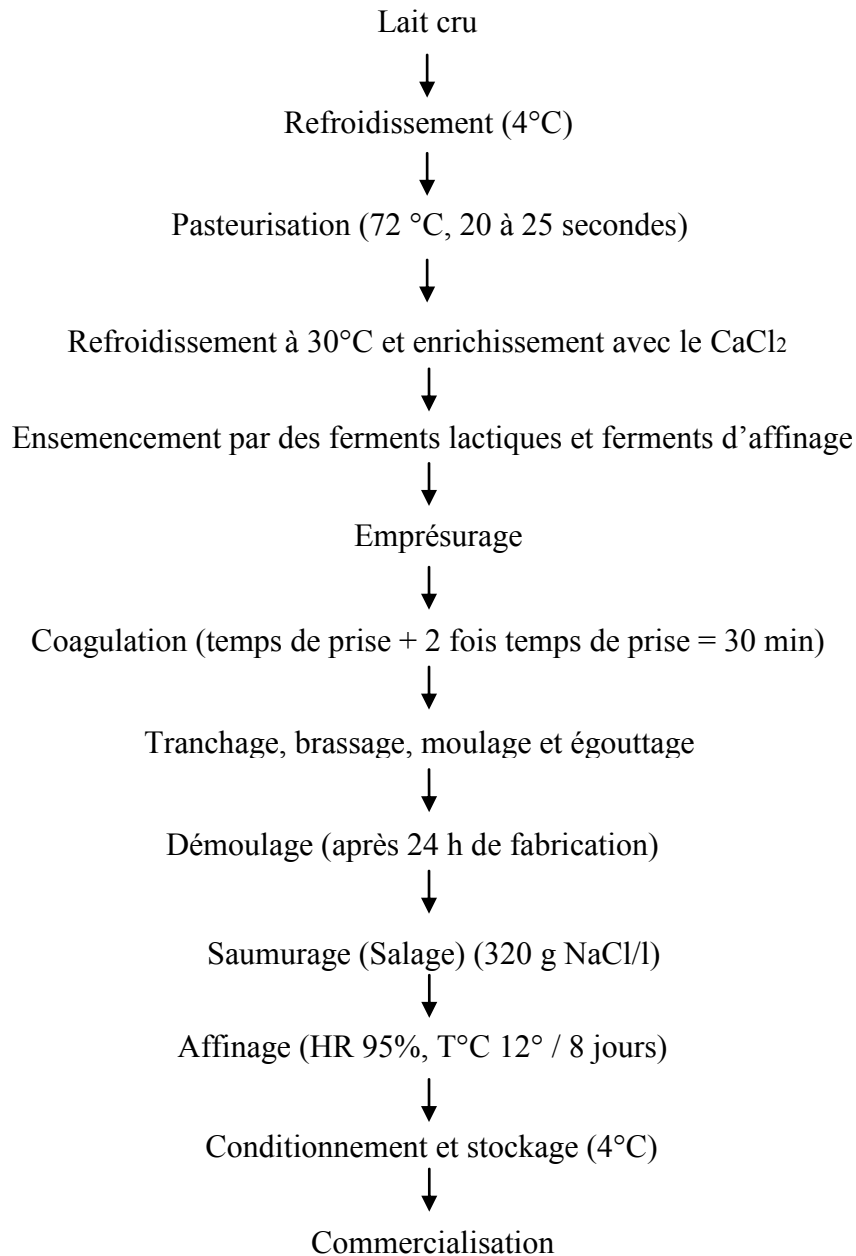 Lait cru
Refroidissement (4°C)
Pasteurisation (72 °C, 20 à 25 secondes)
Refroidissement à 30°C et enrichissement avec le CaCl2
Ensemencement par des ferments lactiques et ferments d’affinage
Emprésurage
Coagulation (temps de prise + 2 fois temps de prise = 30 min)
Tranchage, brassage, moulage et égouttage
Démoulage (après 24 h de fabrication)
Saumurage (Salage) (320 g NaCl/l)
Affinage (HR 95%, T°C 12° / 8 jours)
Conditionnement et stockage (4°C)
Commercialisation